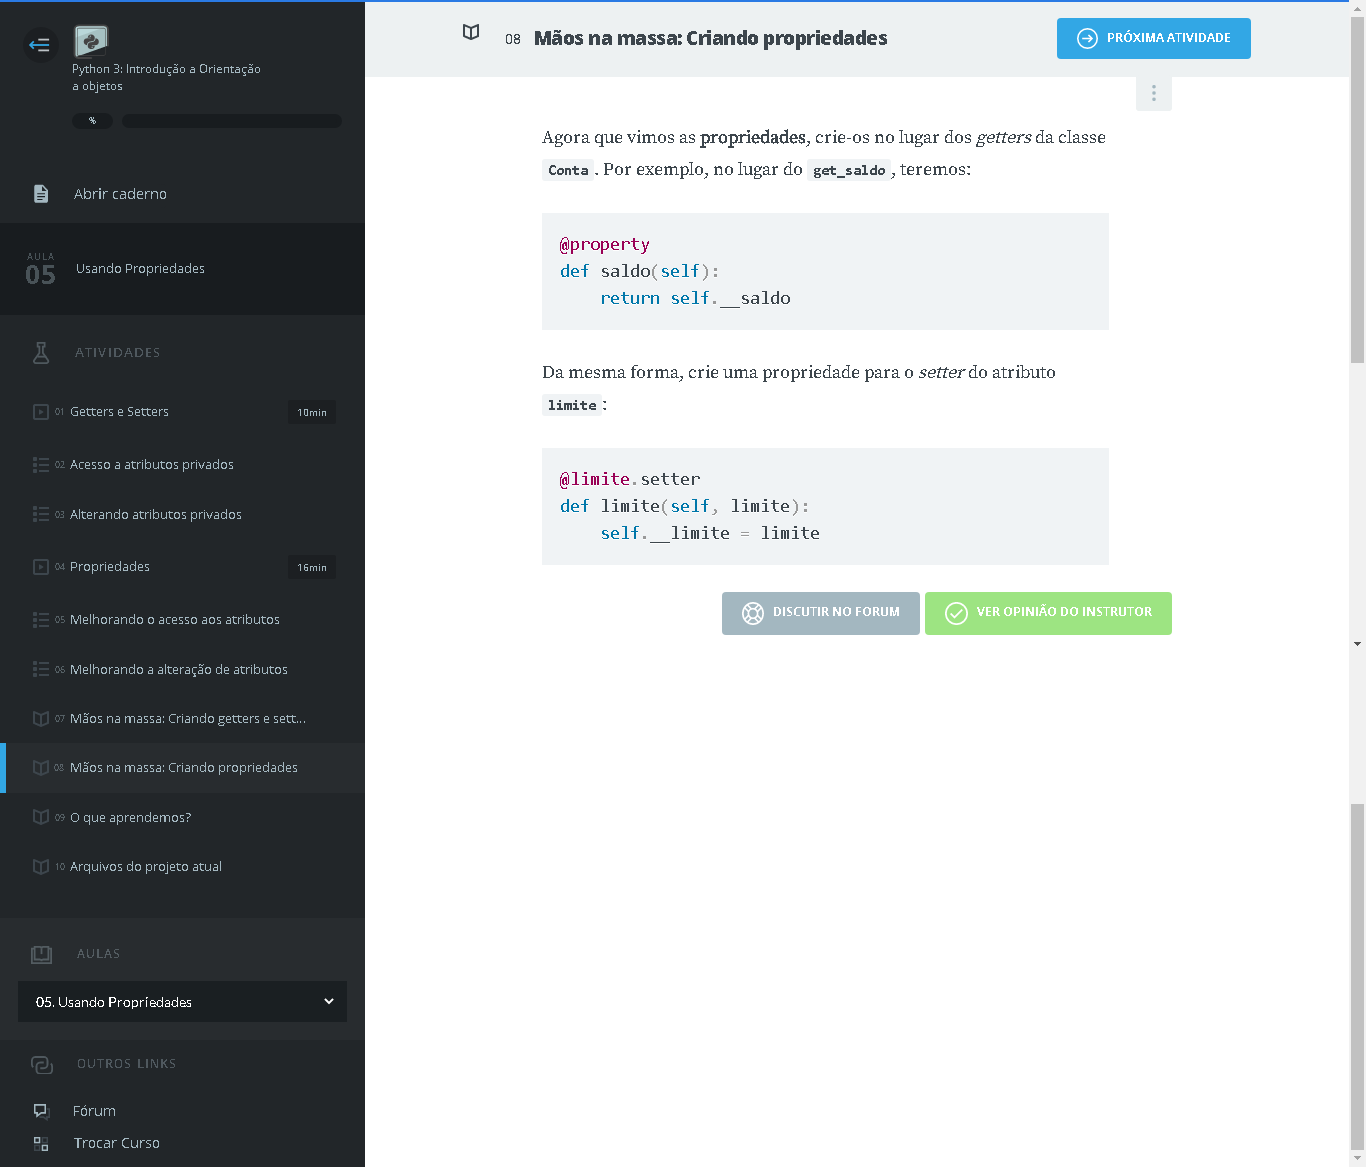 Python 3: Introdução a Orientação
a objetos
%
Abrir caderno
AULA
05
Usando Propriedades
ATIVIDADES
01 Getters e Setters 10min
02 Acesso a atributos privados
03 Alterando atributos privados
04 Propriedades 16min
05 Melhorando o acesso aos atributos
06 Melhorando a alteração de atributos
07 Mãos na massa: Criando getters e sett...
08 Mãos na massa: Criando propriedades
09 O que aprendemos?
10 Arquivos do projeto atual
AULAS
05. Usando Propriedades
OUTROS LINKS
Fórum
Trocar Curso
08 Mãos na massa: Criando propriedades
PRÓXIMA ATIVIDADE
Agora que vimos as propriedades, crie-os no lugar dos getters da classe
Conta. Por exemplo, no lugar do get_saldo, teremos:
@property
def saldo(self):
    return self.__saldo
Da mesma forma, crie uma propriedade para o setter do atributo
limite:
@limite.setter
def limite(self, limite):
    self.__limite = limite
DISCUTIR NO FORUM
VER OPINIÃO DO INSTRUTOR